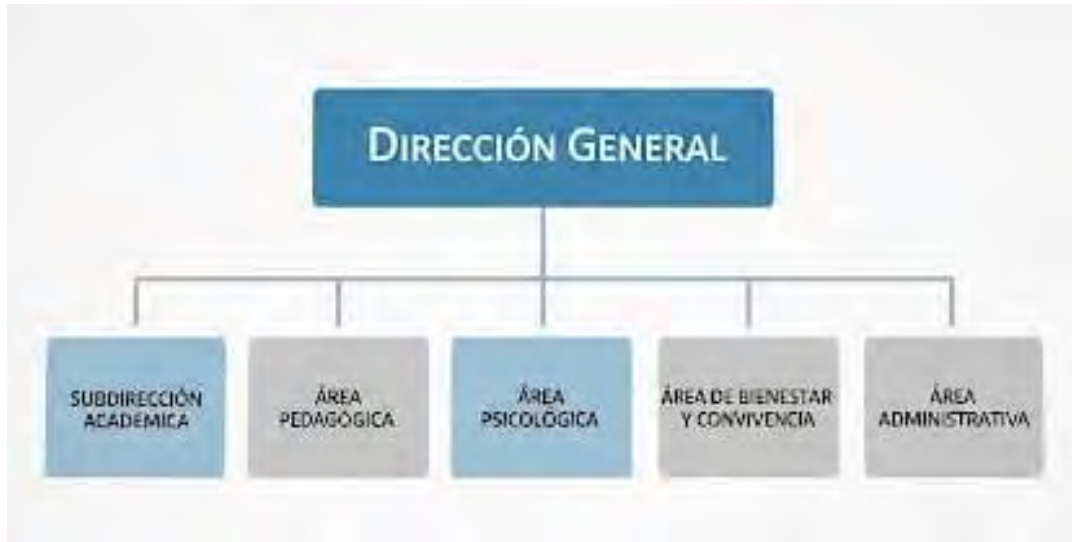 DIRECCIÓN GENERAL
SUBDIRECCIÓN
ACADEMICA
ÁREA
PEDAGÓGICA
ÁREA
PSICOLÓGICA
ÁREA DE BIENESTAR
Y CONVIVENCIA
ÁREA
ADMINISTRATIVA